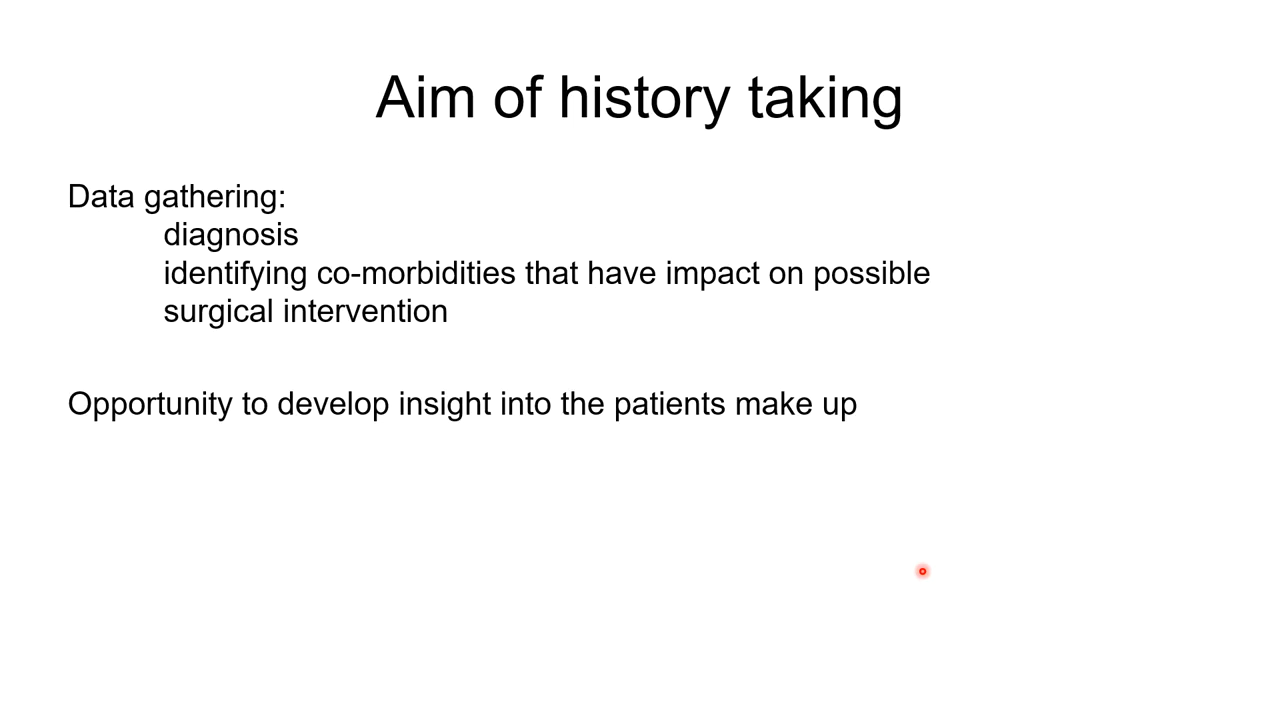 Aim of history taking
Data gathering:
diagnosis
identifying co-morbidities that have impact on possible
surgical intervention
Opportunity to develop insight into the patients make up